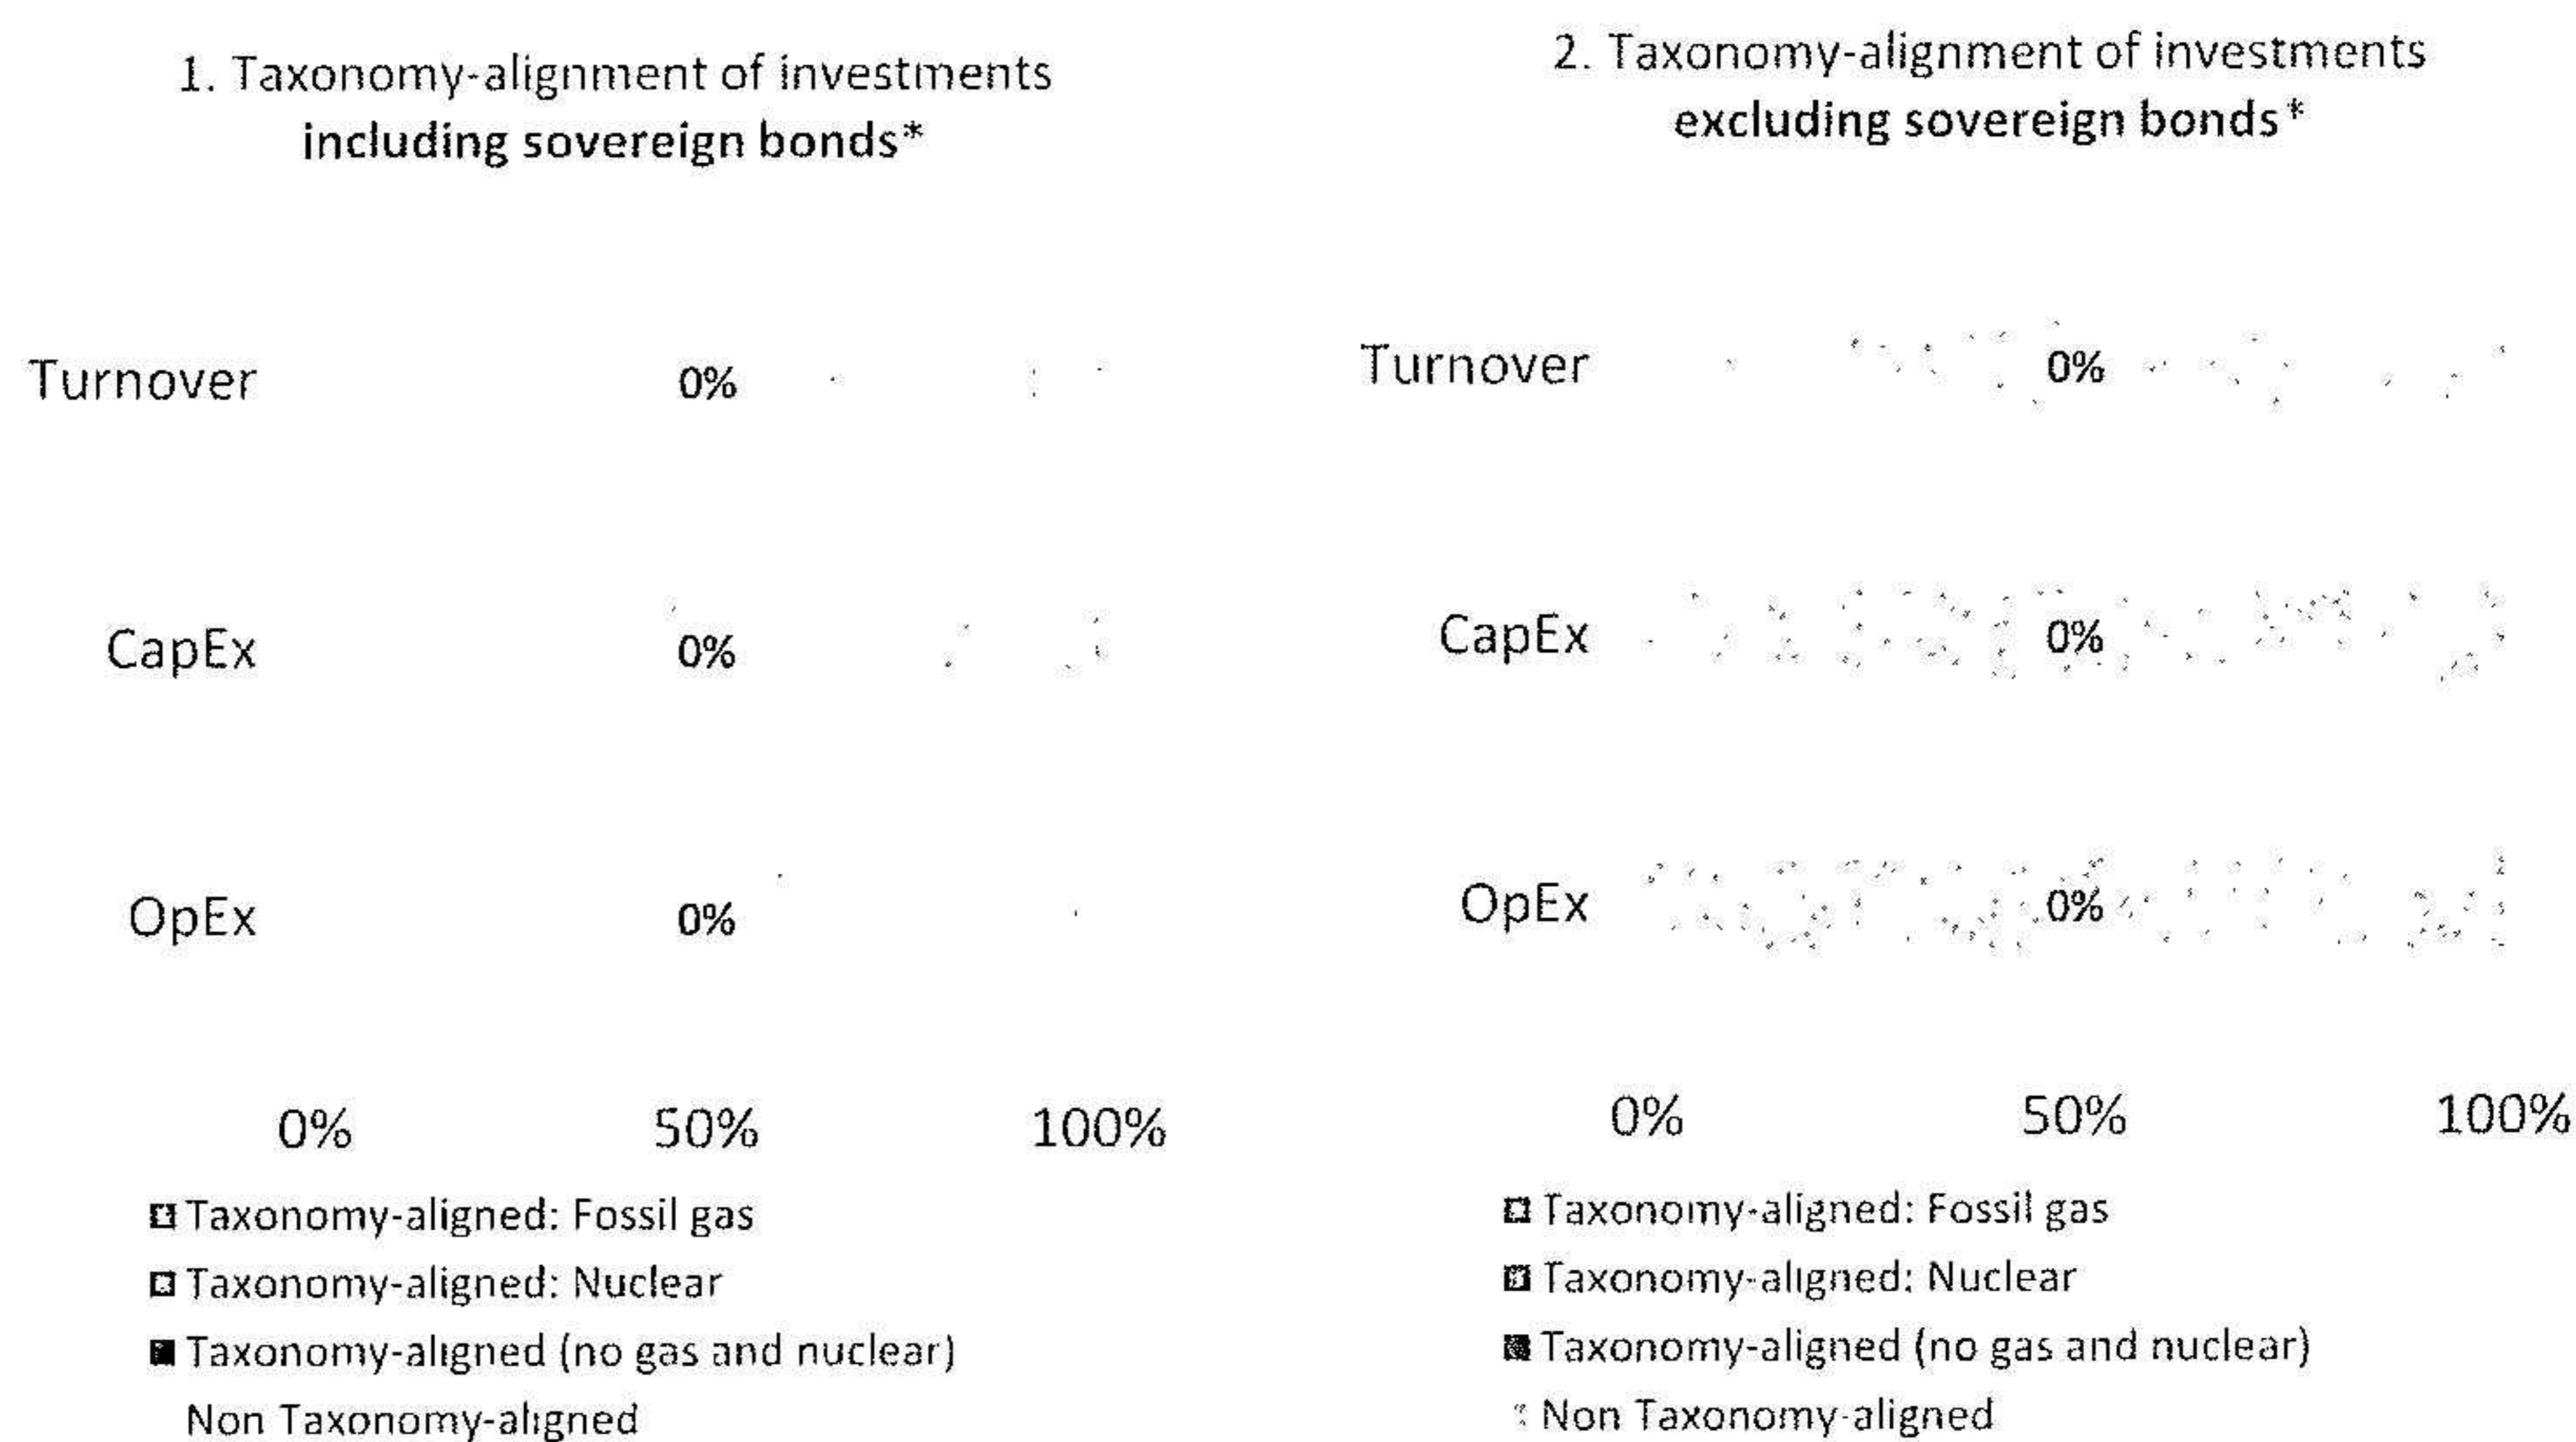 1. Taxonomy-alignment of investments
including sovereign bonds*
Turnover 0%
CapEx 0%
OpEx 0%
0% 50% 100%
Taxonomy-aligned: Fossil gas
Taxonomy-aligned: Nuclear
Taxonomy-aligned (no gas and nuclear)
Non Taxonomy-aligned
2. Taxonomy-alignment of investments
excluding sovereign bonds*
Turnover 0%
CapEx 0%
OpEx 0%
0% 50% 100%
Taxonomy-aligned: Fossil gas
Taxonomy-aligned: Nuclear
Taxonomy-aligned (no gas and nuclear)
Non Taxonomy-aligned